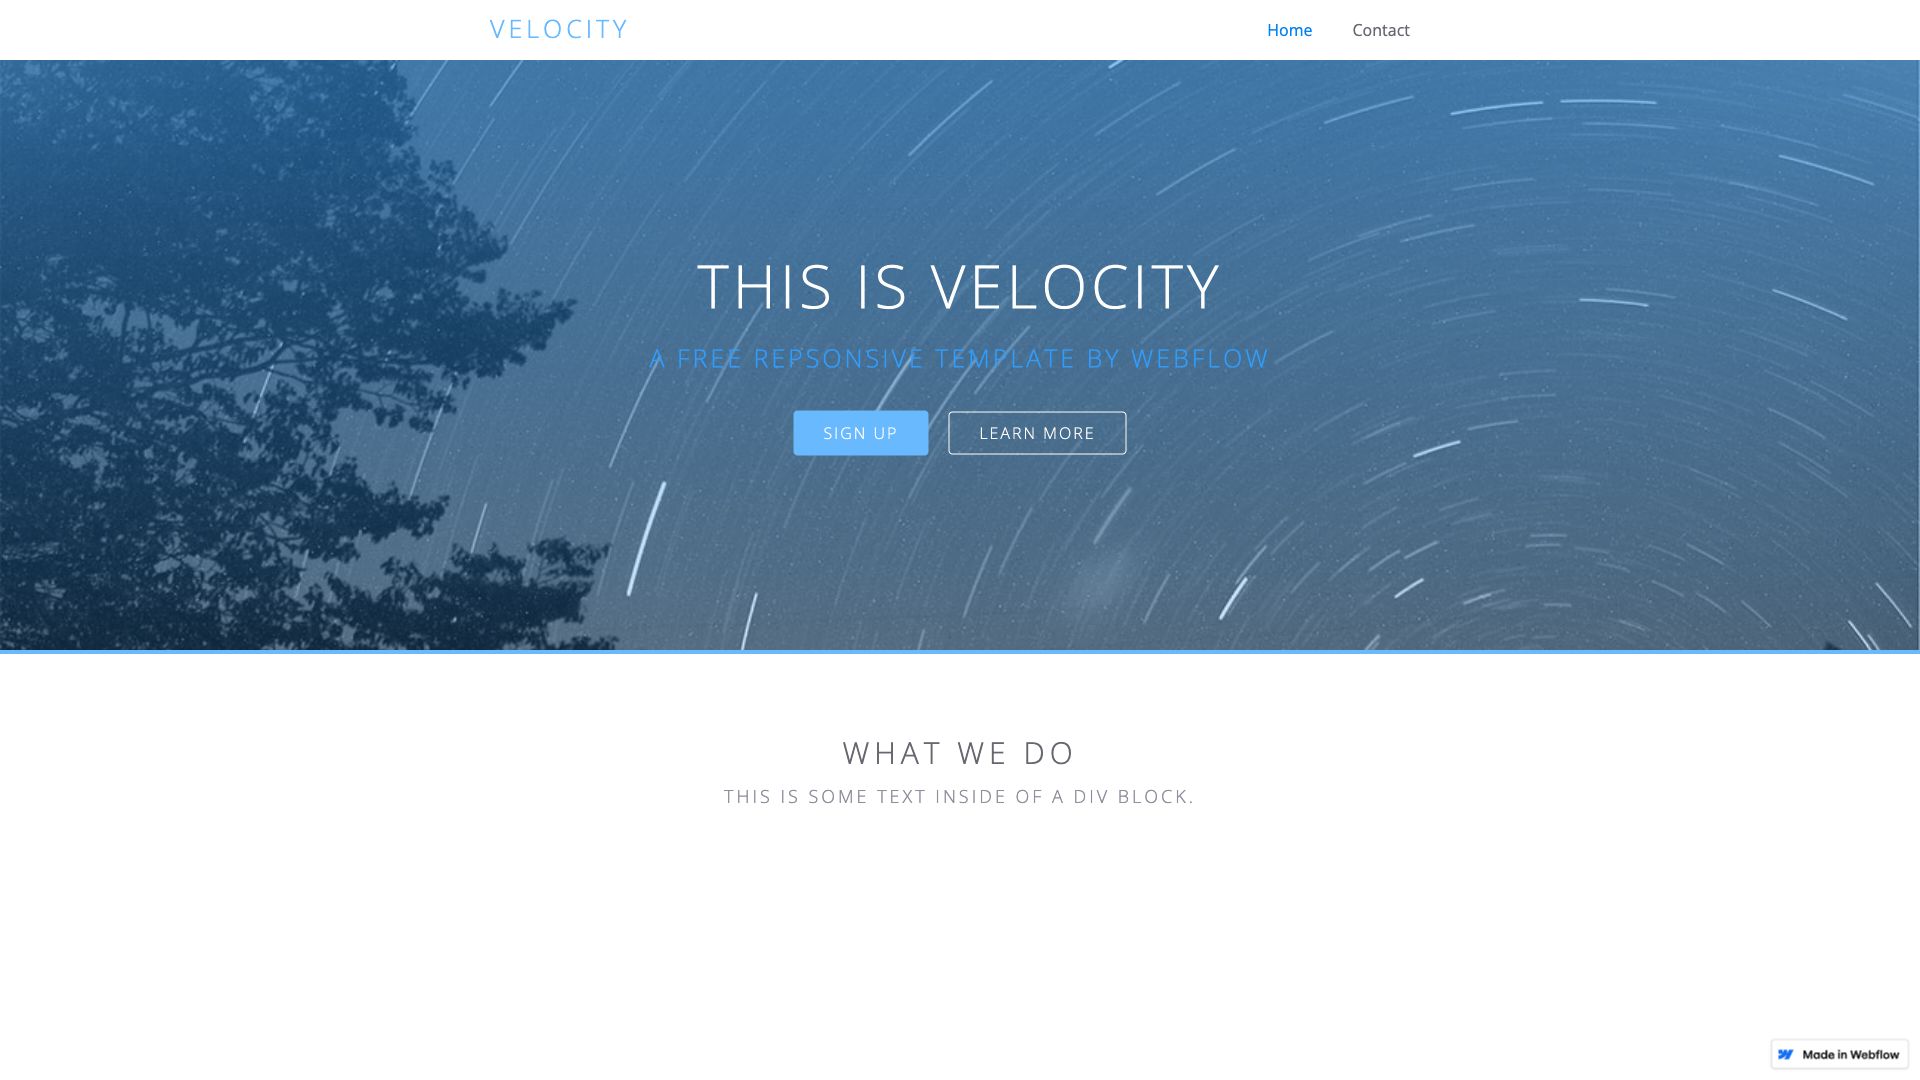 VELOCITY
Home
Contact
THIS IS VELOCITY
A FREE REPSONSIVE TEMPLATE BY WEBFLOW
SIGN UP
LEARN MORE
WHAT WE DO
THIS IS SOME TEXT INSIDE OF A DIV BLOCK.
Made in Webflow